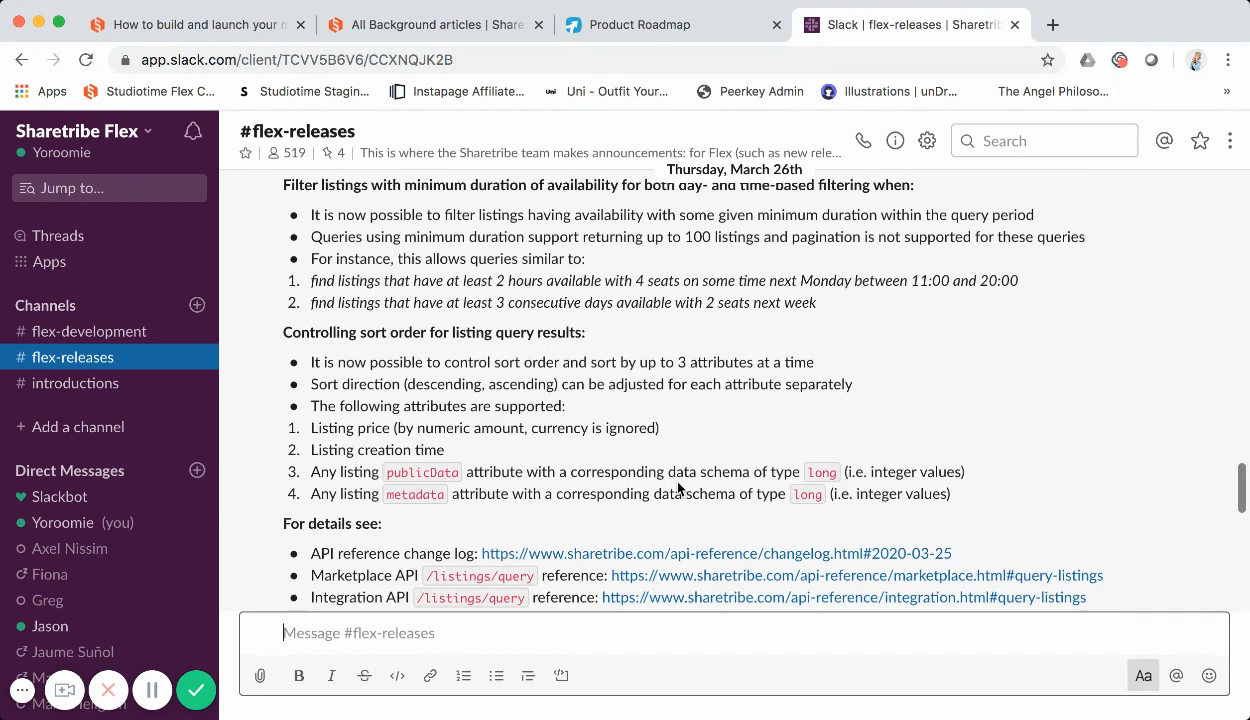 How to build and launch your n
All Background articles | Share
Product Roadmap
Slack | flex-releases | Sharetrib
app.slack.com/client/TCVV5B6V6/CCXNQJK2B
Apps
Studiotime Flex C...
Studiotime Stagin...
Instapage Affiliate...
Uni - Outfit Your...
Peerkey Admin
Illustrations | unDr...
The Angel Philoso...
Sharetribe Flex
Yoroomie
Jump to...
Threads
Apps
Channels
# flex-development
# flex-releases
# introductions
+ Add a channel
Direct Messages
Slackbot
Yoroomie (you)
Axel Nissim
Fiona
Greg
Jason
Jaume Suñol
#flex-releases
519 | 4 | This is where the Sharetribe team makes announcements: for Flex (such as new rele...
Search
Thursday, March 26th
Filter listings with minimum duration of availability for both day- and time-based filtering when:
● It is now possible to filter listings having availability with some given minimum duration within the query period
● Queries using minimum duration support returning up to 100 listings and pagination is not supported for these queries
● For instance, this allows queries similar to:
1. find listings that have at least 2 hours available with 4 seats on some time next Monday between 11:00 and 20:00
2. find listings that have at least 3 consecutive days available with 2 seats next week
Controlling sort order for listing query results:
● It is now possible to control sort order and sort by up to 3 attributes at a time
● Sort direction (descending, ascending) can be adjusted for each attribute separately
● The following attributes are supported:
1. Listing price (by numeric amount, currency is ignored)
2. Listing creation time
3. Any listing publicData attribute with a corresponding data schema of type long (i.e. integer values)
4. Any listing metadata attribute with a corresponding data schema of type long (i.e. integer values)
For details see:
● API reference change log: https://www.sharetribe.com/api-reference/changelog.html#2020-03-25
● Marketplace API /listings/query reference: https://www.sharetribe.com/api-reference/marketplace.html#query-listings
● Integration API /listings/query reference: https://www.sharetribe.com/api-reference/integration.html#query-listings
Message #flex-releases
B I S
Aa @